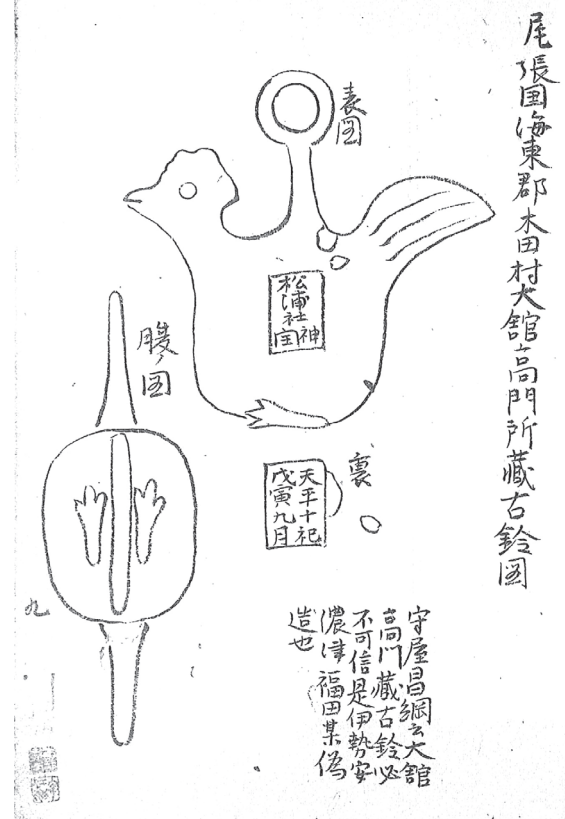 尾張国海東郡木田村大舘高門所蔵古鈴図
表図
松浦社
神宝
腹ノ図
裏
天平十祀
戊寅九月
守屋昌綱云大舘
高門蔵古鈴必
不可信是伊勢安
濃津福田某偽
造也
九